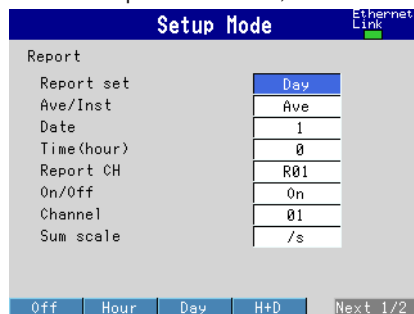 Setup Mode
Ethernet
Link
Report
Report set Day
Ave/Inst Ave
Date 1
Time(hour) 0
Report CH R01
On/Off On
Channel 01
Sum scale /s
Off Hour Day H+D Next 1/2